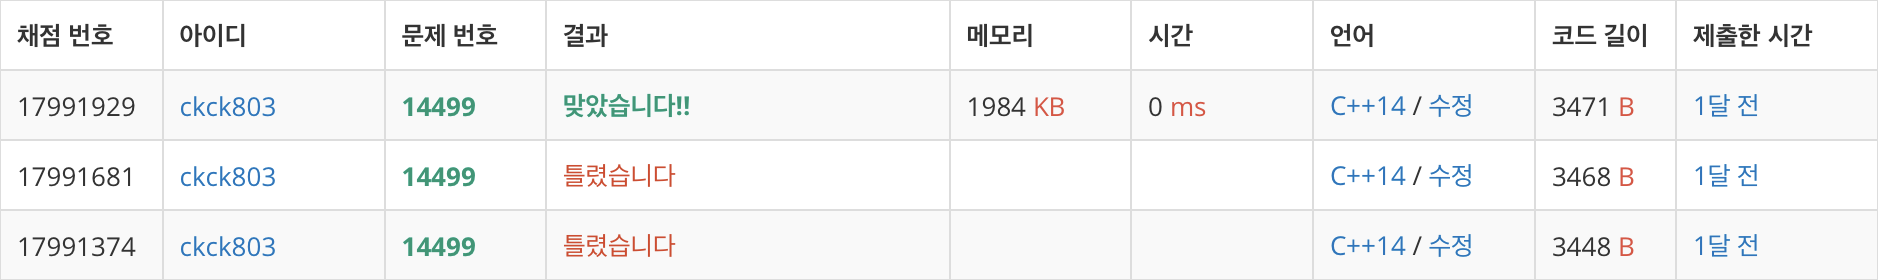 채점 번호 아이디 문제 번호 결과 메모리 시간 언어 코드 길이 제출한 시간
17991929 ckck803 14499 맞았습니다!! 1984 KB 0 ms C++14 / 수정 3471 B 1달 전
17991681 ckck803 14499 틀렸습니다 C++14 / 수정 3468 B 1달 전
17991374 ckck803 14499 틀렸습니다 C++14 / 수정 3448 B 1달 전